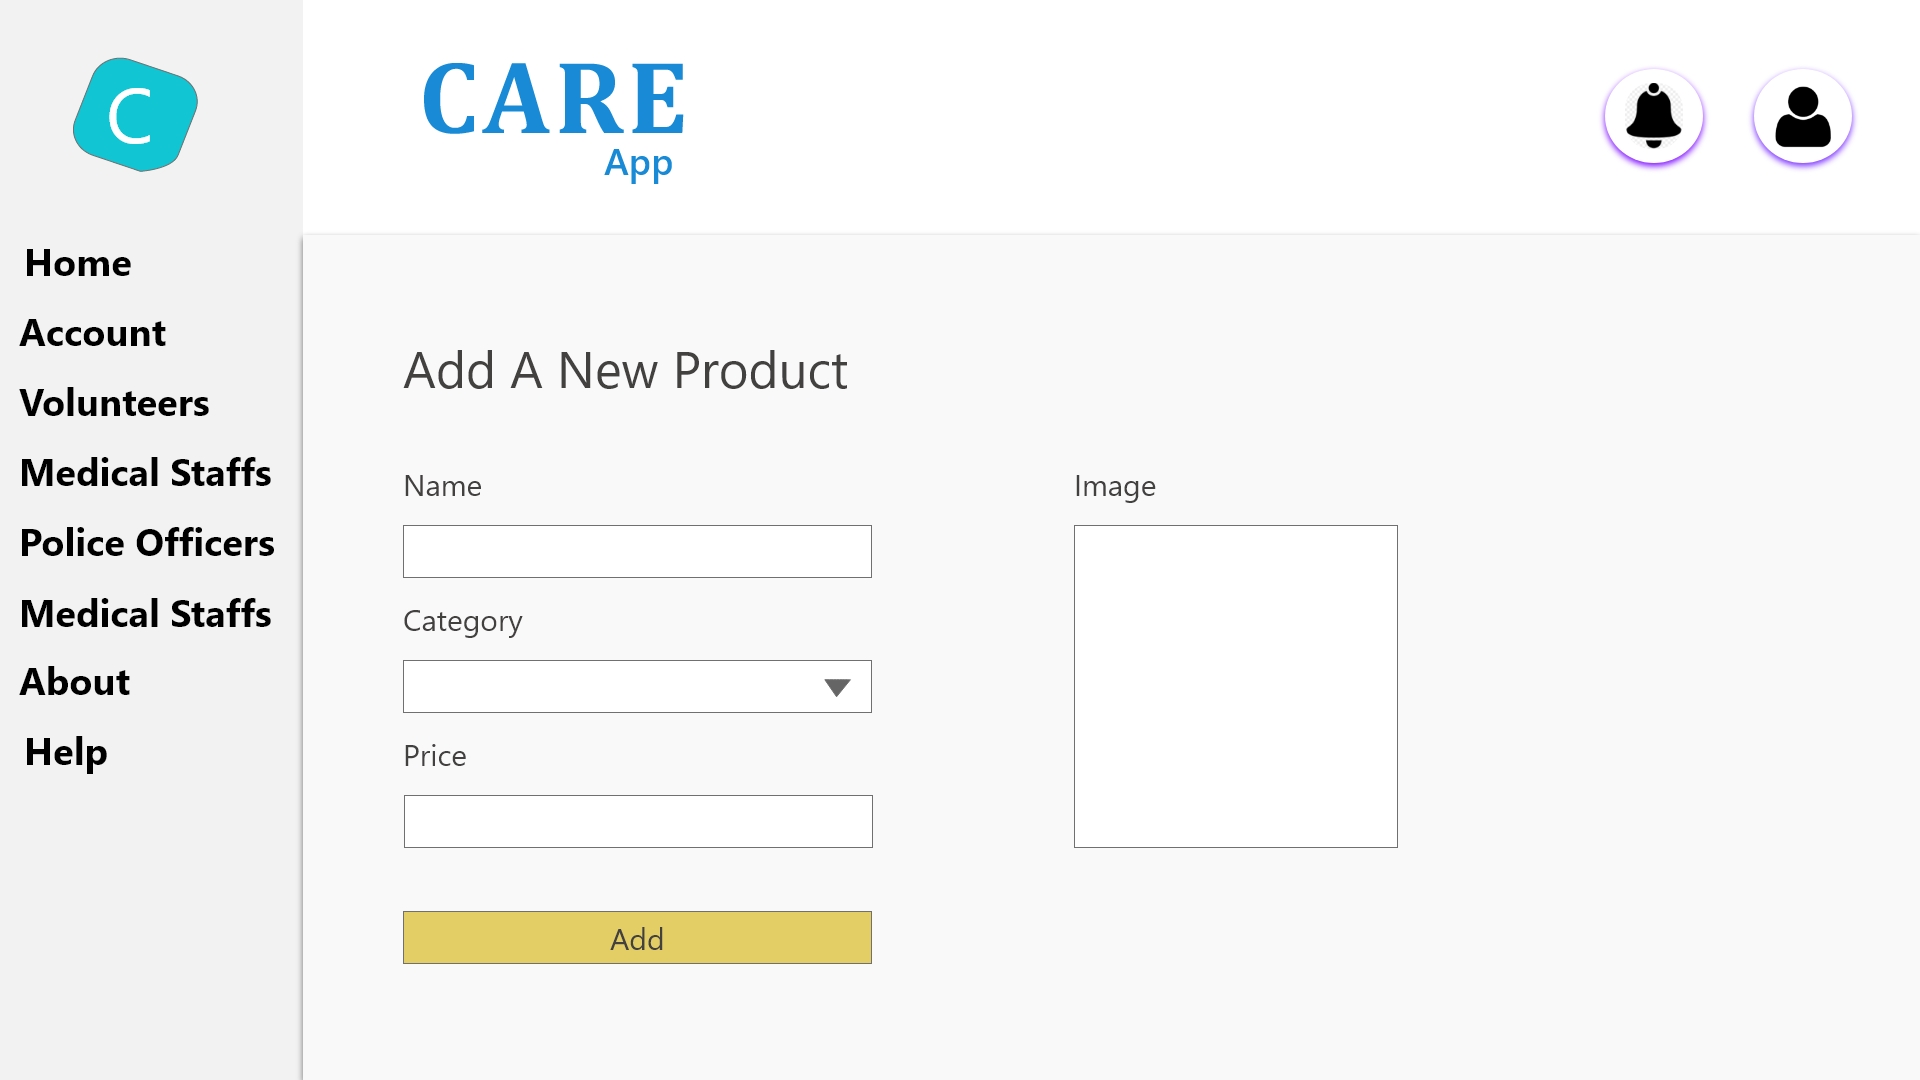 C
CARE
App
Home
Account
Volunteers
Medical Staffs
Police Officers
Medical Staffs
About
Help
Add A New Product
Name
Image
Category
Price
Add